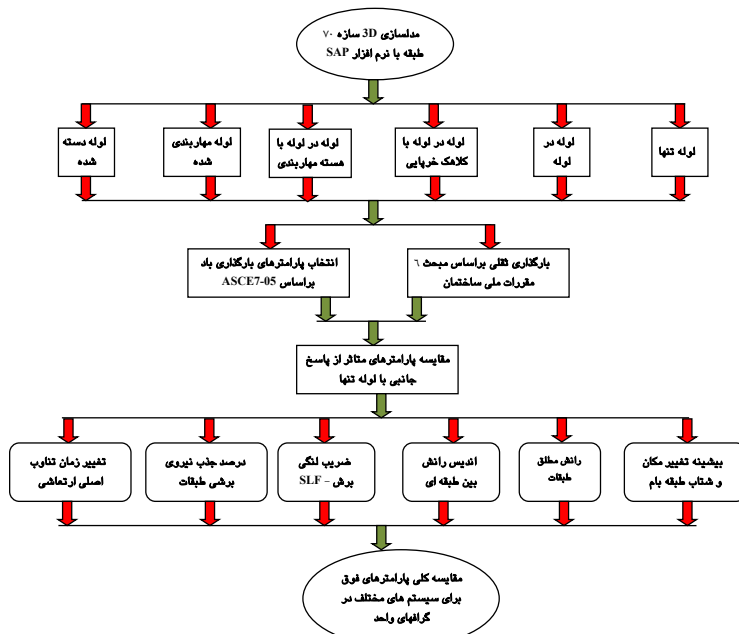 مدلسازی 3D سازه ۷۰
طبقه با نرم افزار SAP
لوله تنها
لوله در
لوله
لوله در لوله با
کلاهک خرپایی
لوله در لوله با
هسته مهاربندی
لوله مهاربندی
شده
لوله دسته
شده
بارگذاری ثقلی براساس مبحث ٦
مقررات ملی ساختمان
انتخاب پارامترهای بارگذاری باد
براساس ASCE7-05
مقایسه پارامترهای متاثر از پاسخ
جانبی با لوله تنها
بیشینه تغییر مکان
و شتاب طبقه بام
رانش مطلق
طبقات
اندیس رانش
بین طبقه ای
ضریب لنگی
برش – SLF
درصد جذب نیروی
برشی طبقات
تغییر زمان تناوب
اصلی ارتعاشی
مقایسه کلی پارامترهای فوق
برای سیستم های مختلف در
گرافهای واحد